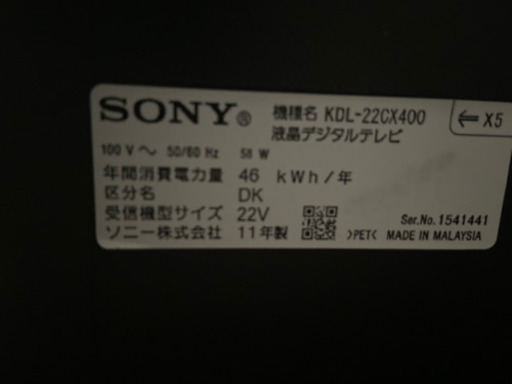 SONY® 機種名 KDL-22CX400
液晶デジタルテレビ
←X5
100 V～ 50/60 Hz 58 W
年間消費電力量 46 kWh/年
区分名 DK
受信機型サイズ 22V
ソニー株式会社 11年製
Ser.No. 1541441
>PET< MADE IN MALAYSIA